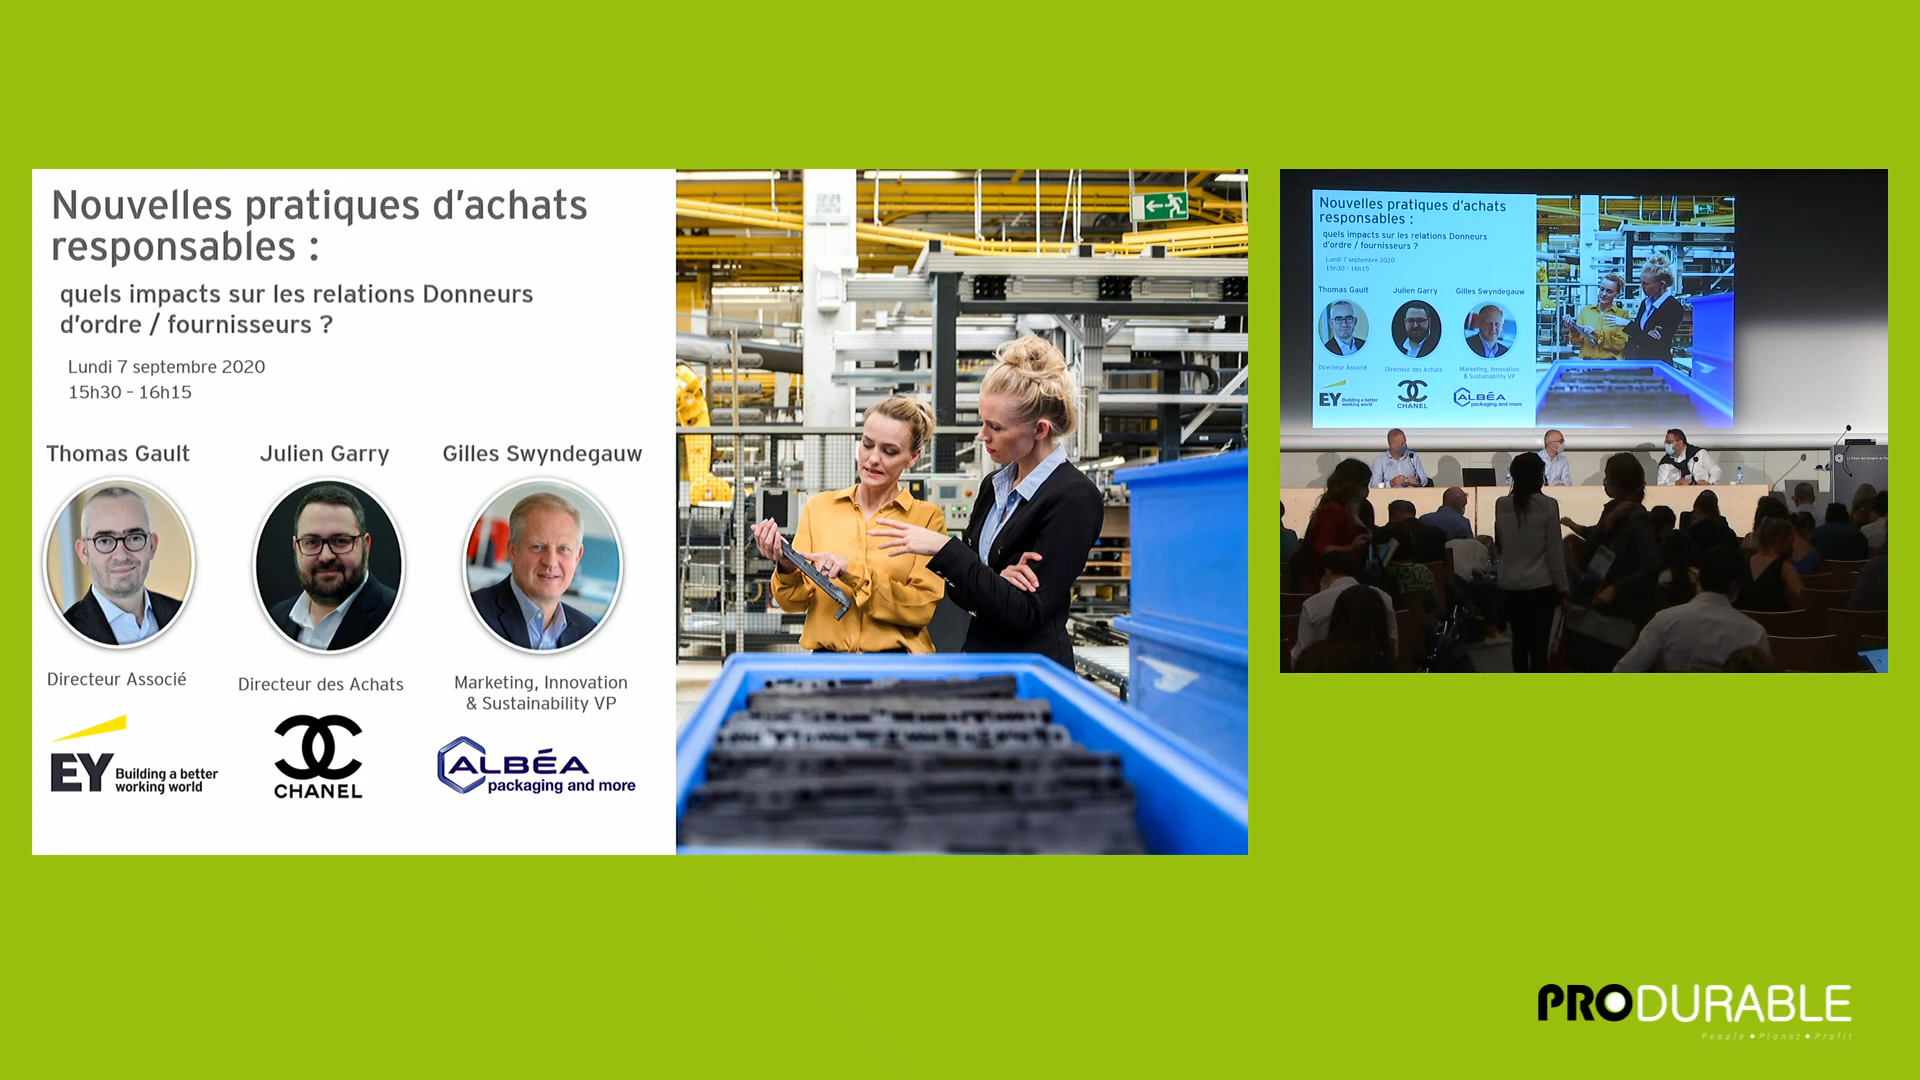 Nouvelles pratiques d'achats
responsables :
quels impacts sur les relations Donneurs
d'ordre / fournisseurs ?
Lundi 7 septembre 2020
15h30 - 16h15
Thomas Gault
Julien Garry
Gilles Swyndegauw
Directeur Associé
Directeur des Achats
Marketing, Innovation
& Sustainability VP
EY
Building a better
working world
CHANEL
ALBÉA
packaging and more
Nouvelles pratiques d'achats
responsables :
quels impacts sur les relations Donneurs
d'ordre / fournisseurs ?
Lundi 7 septembre 2020
15h30 - 16h15
Thomas Gault
Julien Garry
Gilles Swyndegauw
Directeur Associé
Directeur des Achats
Marketing, Innovation
& Sustainability VP
EY
Building a better
working world
CHANEL
ALBÉA
packaging and more
PRODURABLE
People • Planet • Profit